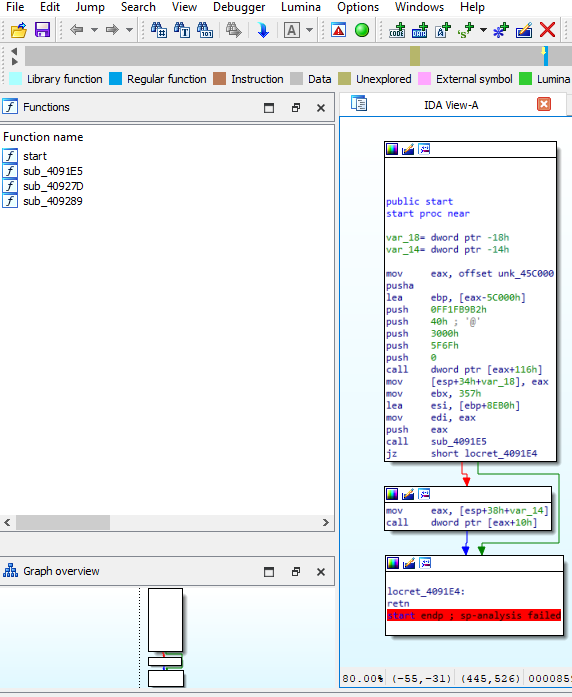 File Edit Jump Search View Debugger Lumina Options Windows Help
Library function Regular function Instruction Data Unexplored External symbol Lumina
Functions
Function name
f start
f sub_4091E5
f sub_40927D
f sub_409289
Graph overview
IDA View-A
public start
start proc near
var_18= dword ptr -18h
var_14= dword ptr -14h
mov eax, offset unk_45C000
pusha
lea ebp, [eax-5C000h]
push 0FF1FB9B2h
push 40h ; '@'
push 3000h
push 5F6Fh
push 0
call dword ptr [eax+116h]
mov [esp+34h+var_18], eax
mov ebx, 357h
lea esi, [ebp+8EB0h]
mov edi, eax
push eax
call sub_4091E5
jz short locret_4091E4
mov eax, [esp+38h+var_14]
call dword ptr [eax+10h]
locret_4091E4:
retn
start endp ; sp-analysis failed
80.00% (-55,-31) (445,526) 0000085